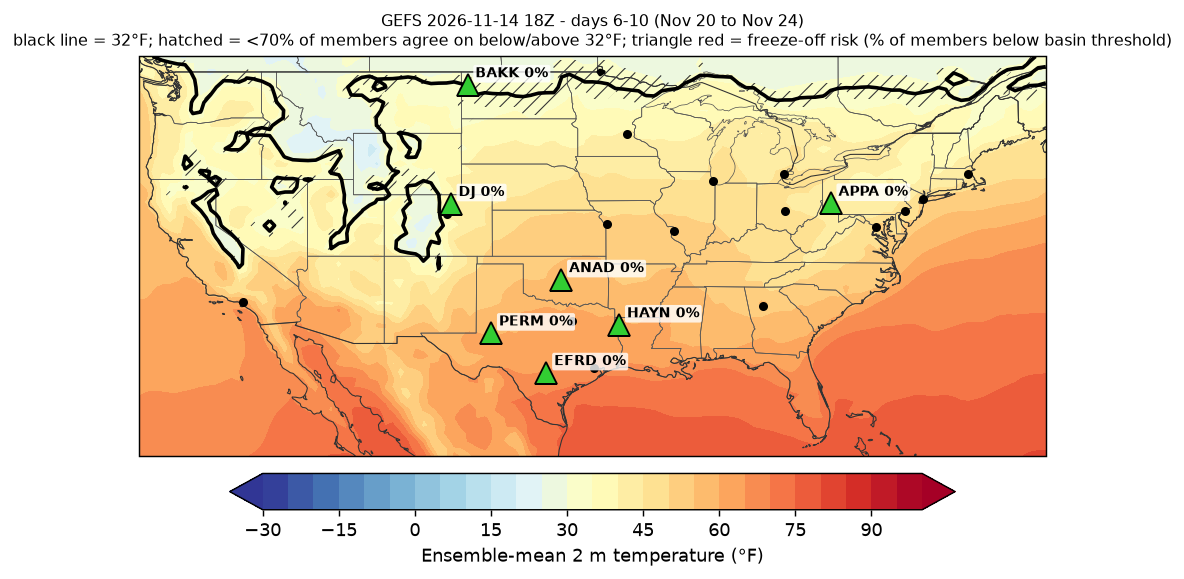 GEFS 2026-11-14 18Z - days 6-10 (Nov 20 to Nov 24)
black line = 32°F; hatched = <70% of members agree on below/above 32°F; triangle red = freeze-off risk (% of members below basin threshold)
BAKK 0%
DJ 0%
APPA 0%
ANAD 0%
HAYN 0%
PERM 0%
EFRD 0%
−30 −15 0 15 30 45 60 75 90
Ensemble-mean 2 m temperature (°F)